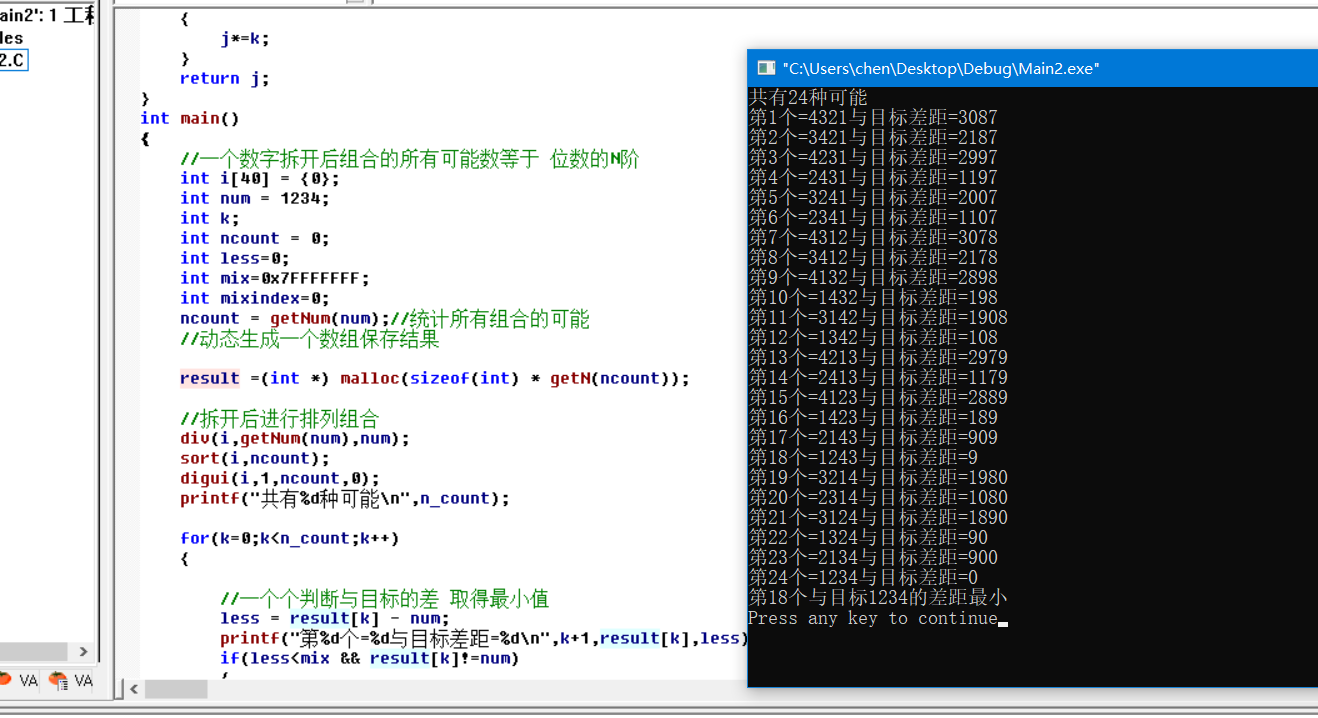 ain2': 1 工程
les
2.C
{
j*=k;
}
return j;
}
int main()
{
//一个数字拆开后组合的所有可能数等于 位数的N阶
int i[40] = {0};
int num = 1234;
int k;
int ncount = 0;
int less=0;
int mix=0x7FFFFFFF;
int mixindex=0;
ncount = getNum(num);//统计所有组合的可能
//动态生成一个数组保存结果
result =(int *) malloc(sizeof(int) * getN(ncount));
//拆开后进行排列组合
div(i,getNum(num),num);
sort(i,ncount);
digui(i,1,ncount,0);
printf("共有%d种可能\n",n_count);
for(k=0;k<n_count;k++)
{
//一个个判断与目标的差 取得最小值
less = result[k] - num;
printf("第%d个=%d与目标差距=%d\n",k+1,result[k],less)
if(less<mix && result[k]!=num)
VA
VA
"C:\Users\chen\Desktop\Debug\Main2.exe"
共有24种可能
第1个=4321与目标差距=3087
第2个=3421与目标差距=2187
第3个=4231与目标差距=2997
第4个=2431与目标差距=1197
第5个=3241与目标差距=2007
第6个=2341与目标差距=1107
第7个=4312与目标差距=3078
第8个=3412与目标差距=2178
第9个=4132与目标差距=2898
第10个=1432与目标差距=198
第11个=3142与目标差距=1908
第12个=1342与目标差距=108
第13个=4213与目标差距=2979
第14个=2413与目标差距=1179
第15个=4123与目标差距=2889
第16个=1423与目标差距=189
第17个=2143与目标差距=909
第18个=1243与目标差距=9
第19个=3214与目标差距=1980
第20个=2314与目标差距=1080
第21个=3124与目标差距=1890
第22个=1324与目标差距=90
第23个=2134与目标差距=900
第24个=1234与目标差距=0
第18个与目标1234的差距最小
Press any key to continue